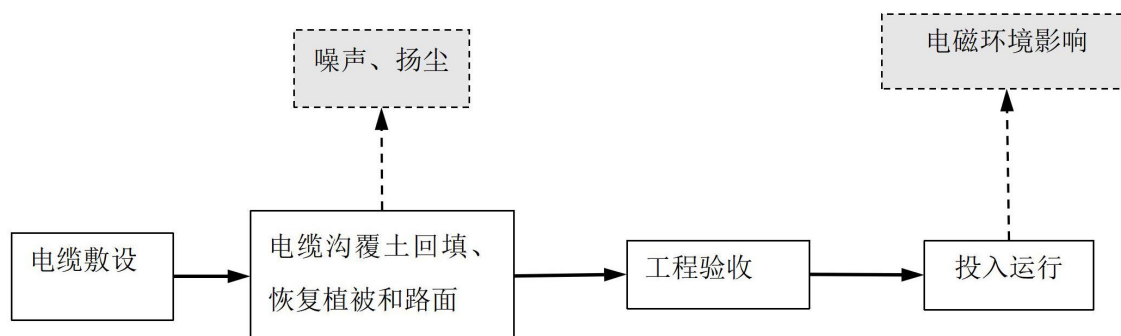 噪声、扬尘
电磁环境影响
电缆敷设
电缆沟覆土回填、
恢复植被和路面
工程验收
投入运行